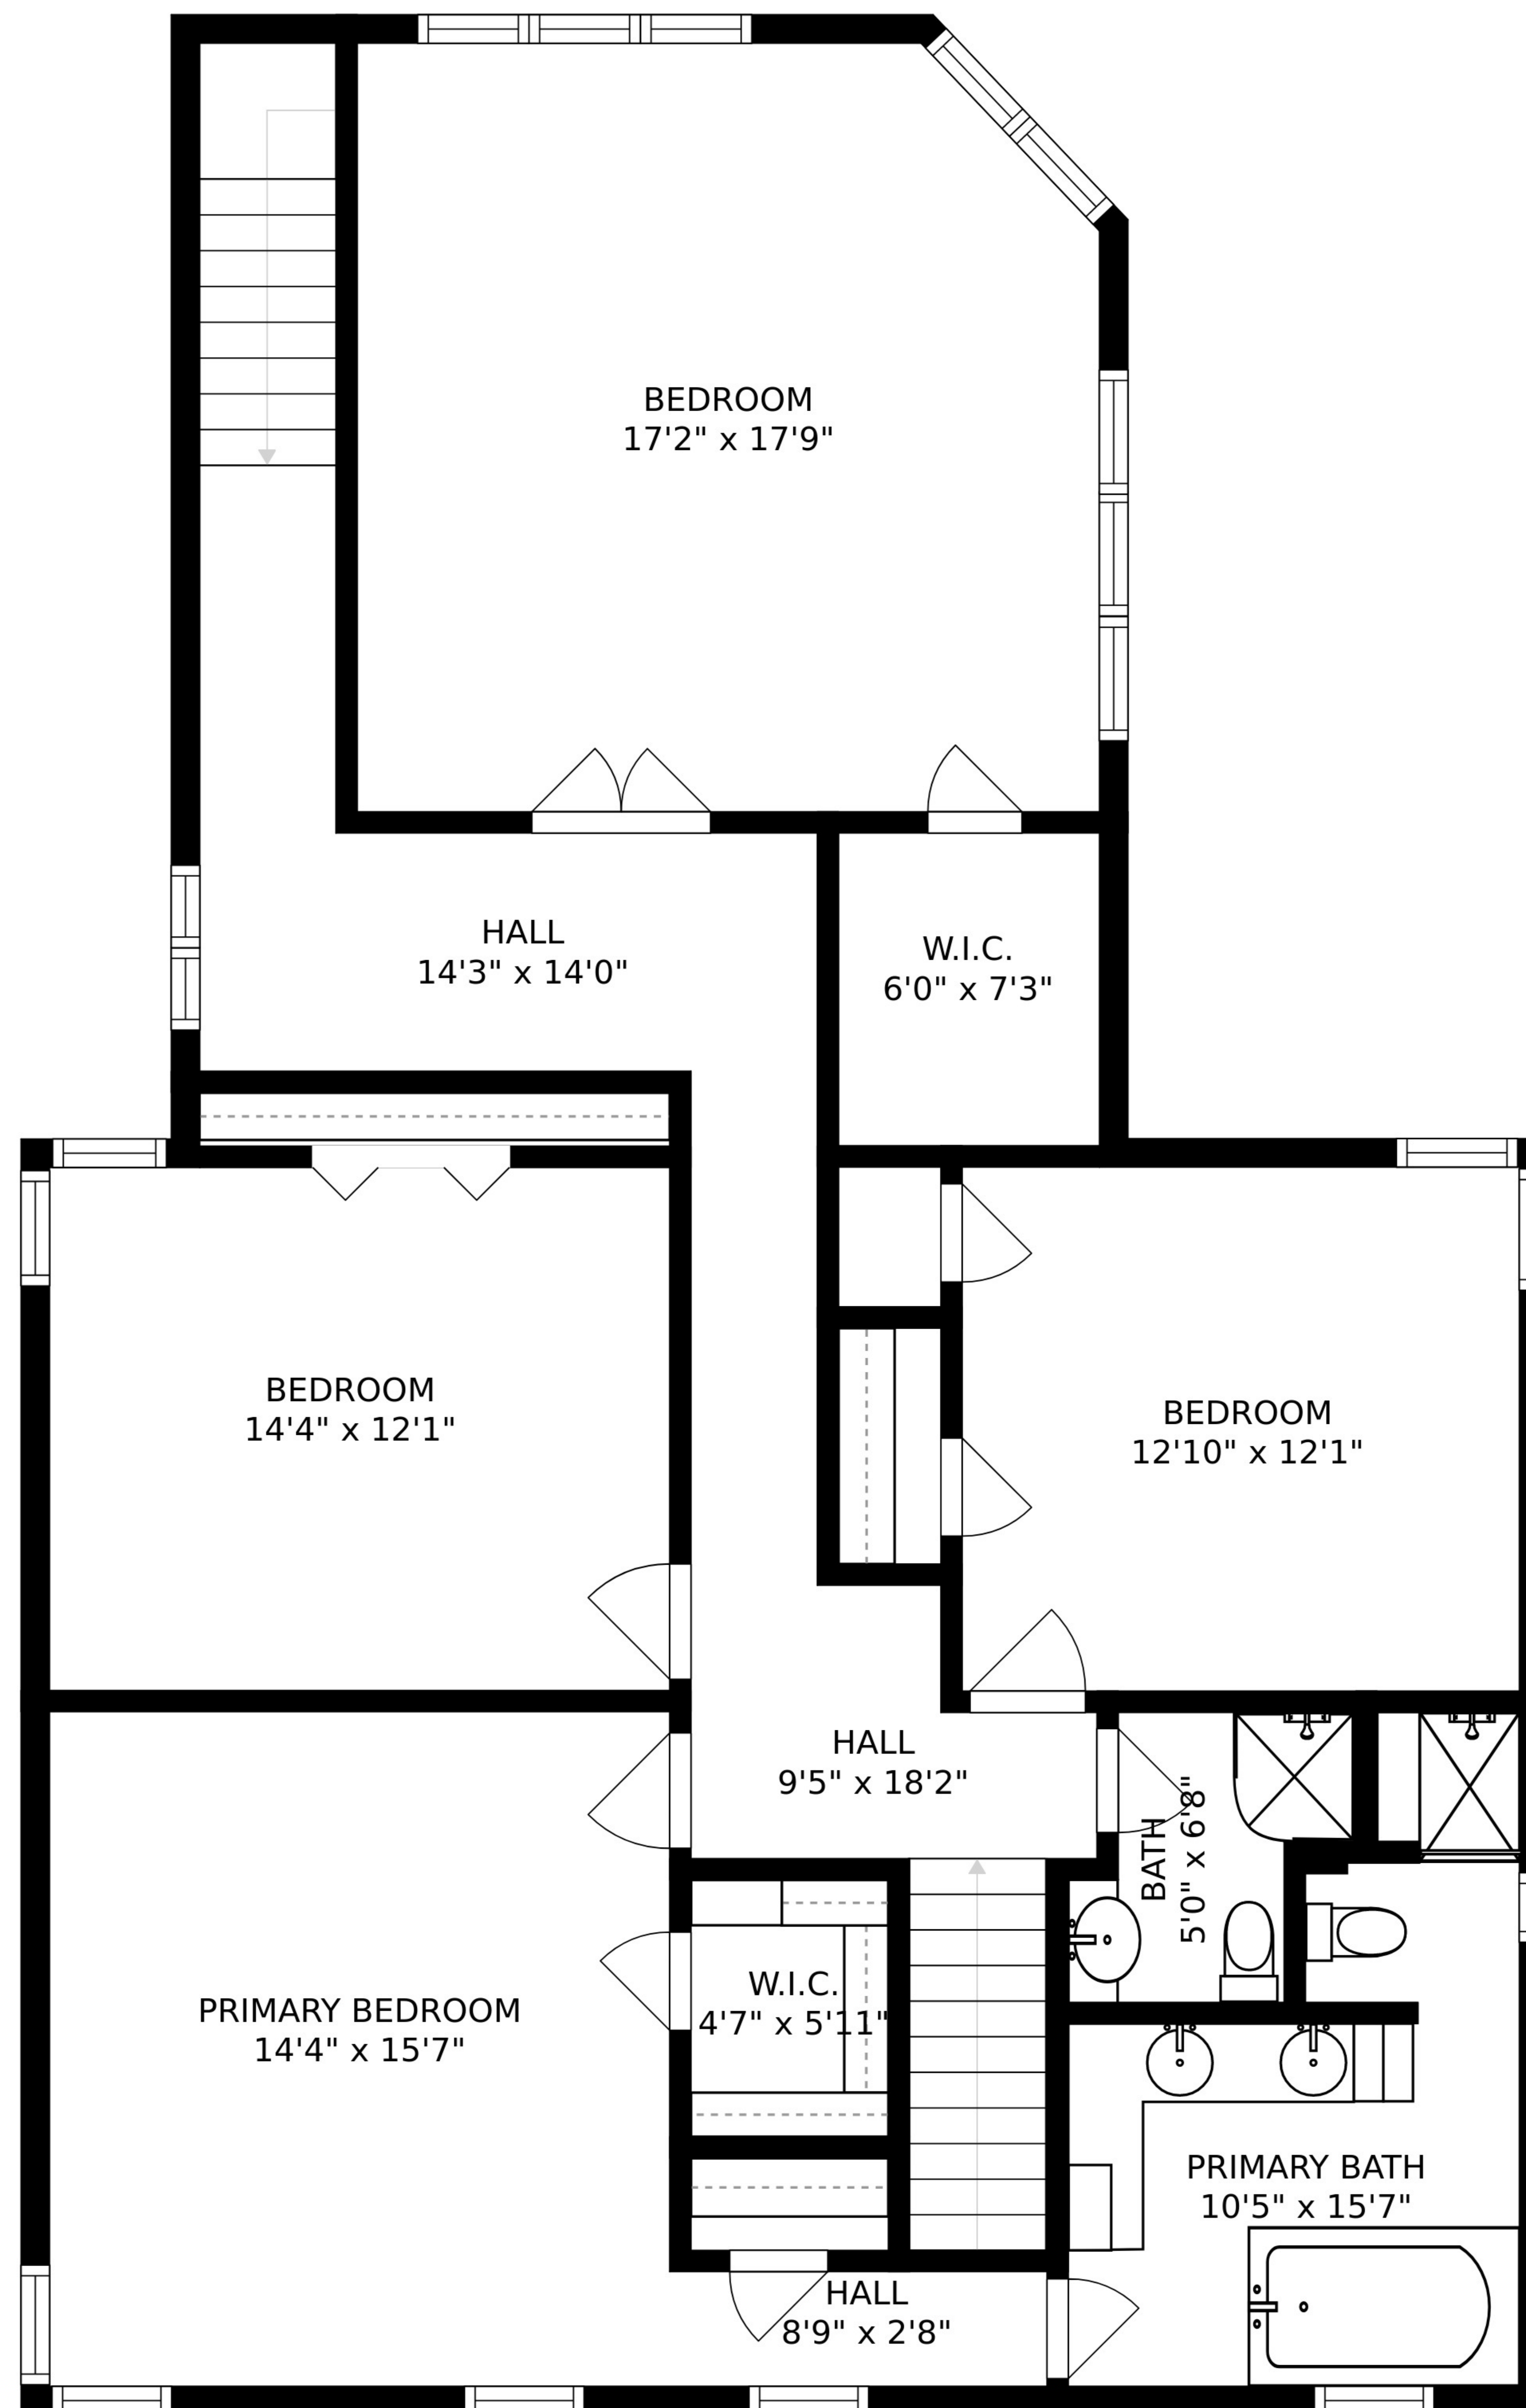 BEDROOM
17'2" x 17'9"
HALL
14'3" x 14'0"
W.I.C.
6'0" x 7'3"
BEDROOM
14'4" x 12'1"
BEDROOM
12'10" x 12'1"
HALL
9'5" x 18'2"
BATH
5'0" x 6'8"
W.I.C.
4'7" x 5'11"
PRIMARY BEDROOM
14'4" x 15'7"
PRIMARY BATH
10'5" x 15'7"
HALL
8'9" x 2'8"